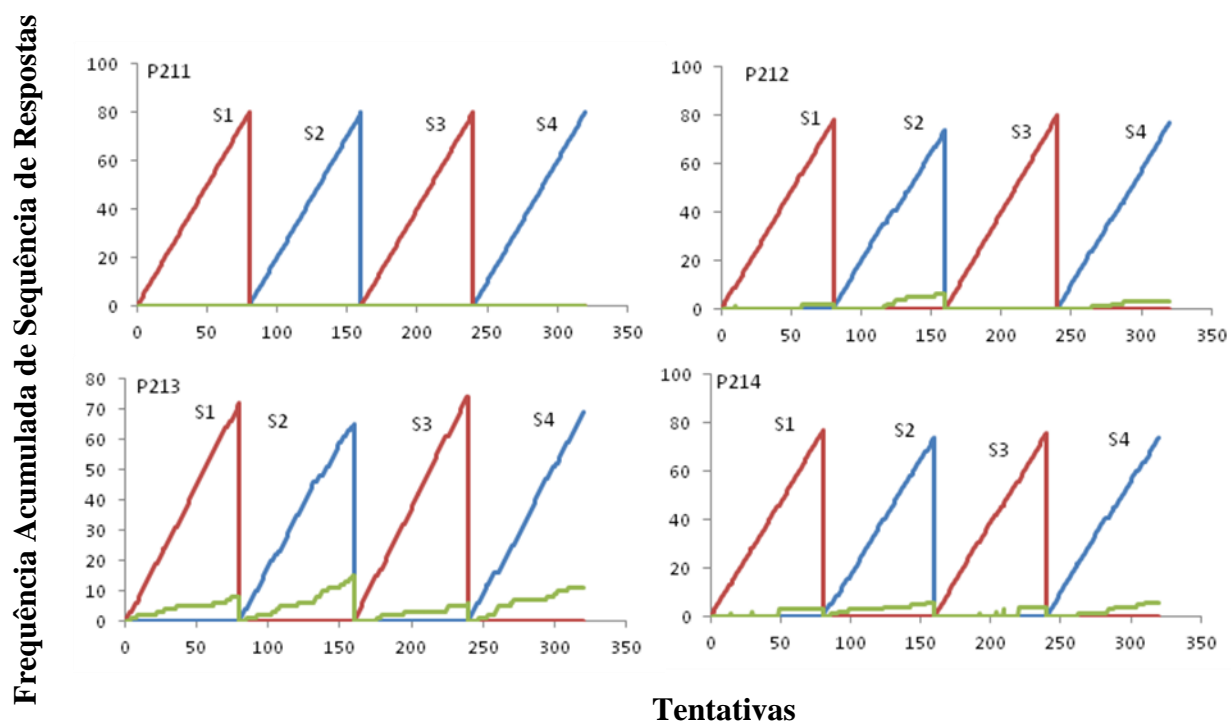 Frequência Acumulada de Sequência de Respostas
P211
S1 S2 S3 S4
100
80
60
40
20
0
0 50 100 150 200 250 300 350
P212
S1 S2 S3 S4
100
80
60
40
20
0
0 50 100 150 200 250 300 350
P213
S1 S2 S3 S4
80
70
60
50
40
30
20
10
0
0 50 100 150 200 250 300 350
P214
S1 S2 S3 S4
100
80
60
40
20
0
0 50 100 150 200 250 300 350
Tentativas